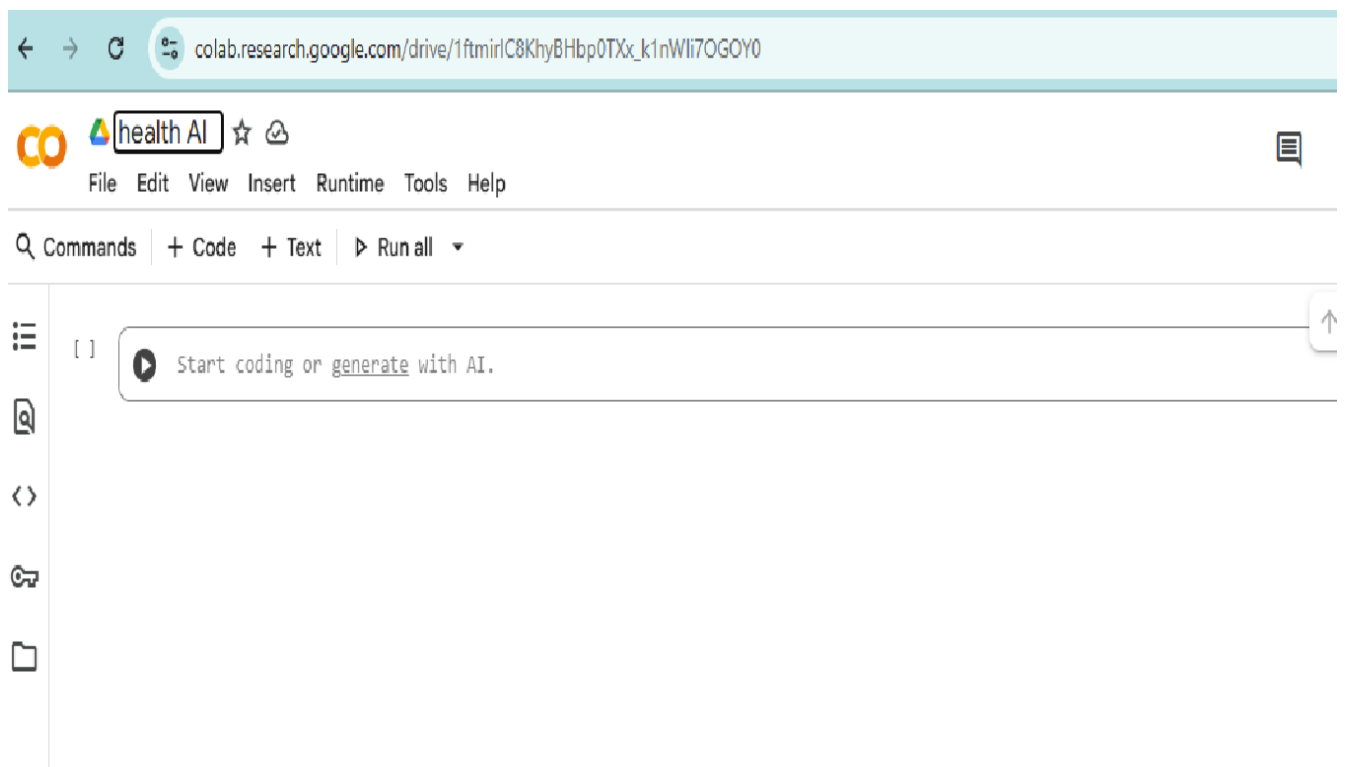 colab.research.google.com/drive/1ftmirlC8KhyBHbp0TXx_k1nWli7OGOY0
CO
health AI
File Edit View Insert Runtime Tools Help
Commands + Code + Text Run all
[ ] Start coding or generate with AI.